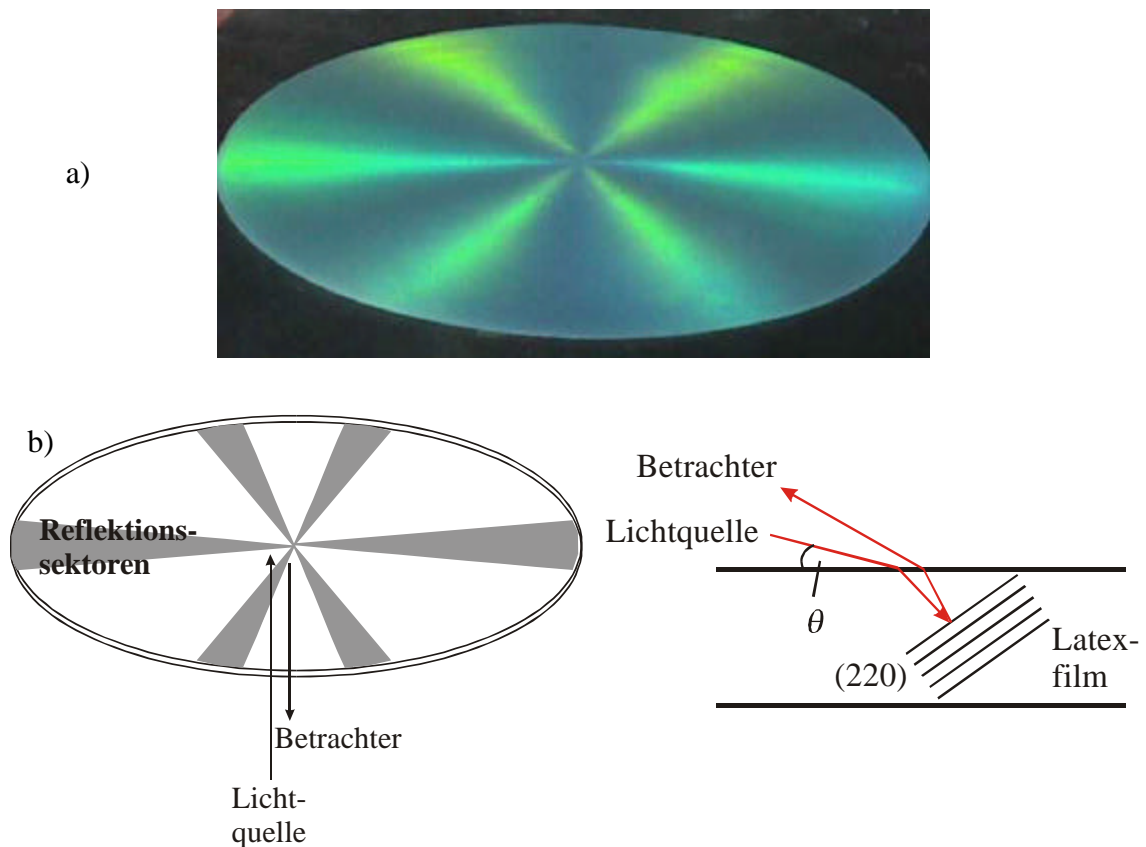 a)
b)
Reflektions-
sektoren
Betrachter
Licht-
quelle
Betrachter
Lichtquelle
θ
(220)
Latex-
film